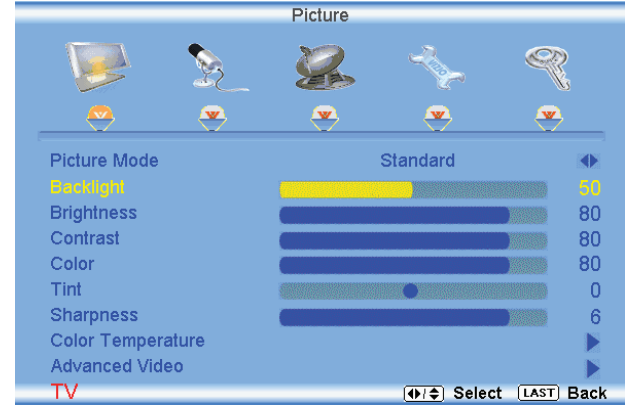 Picture
Picture Mode Standard
Backlight 50
Brightness 80
Contrast 80
Color 80
Tint 0
Sharpness 6
Color Temperature
Advanced Video
TV Select LAST Back